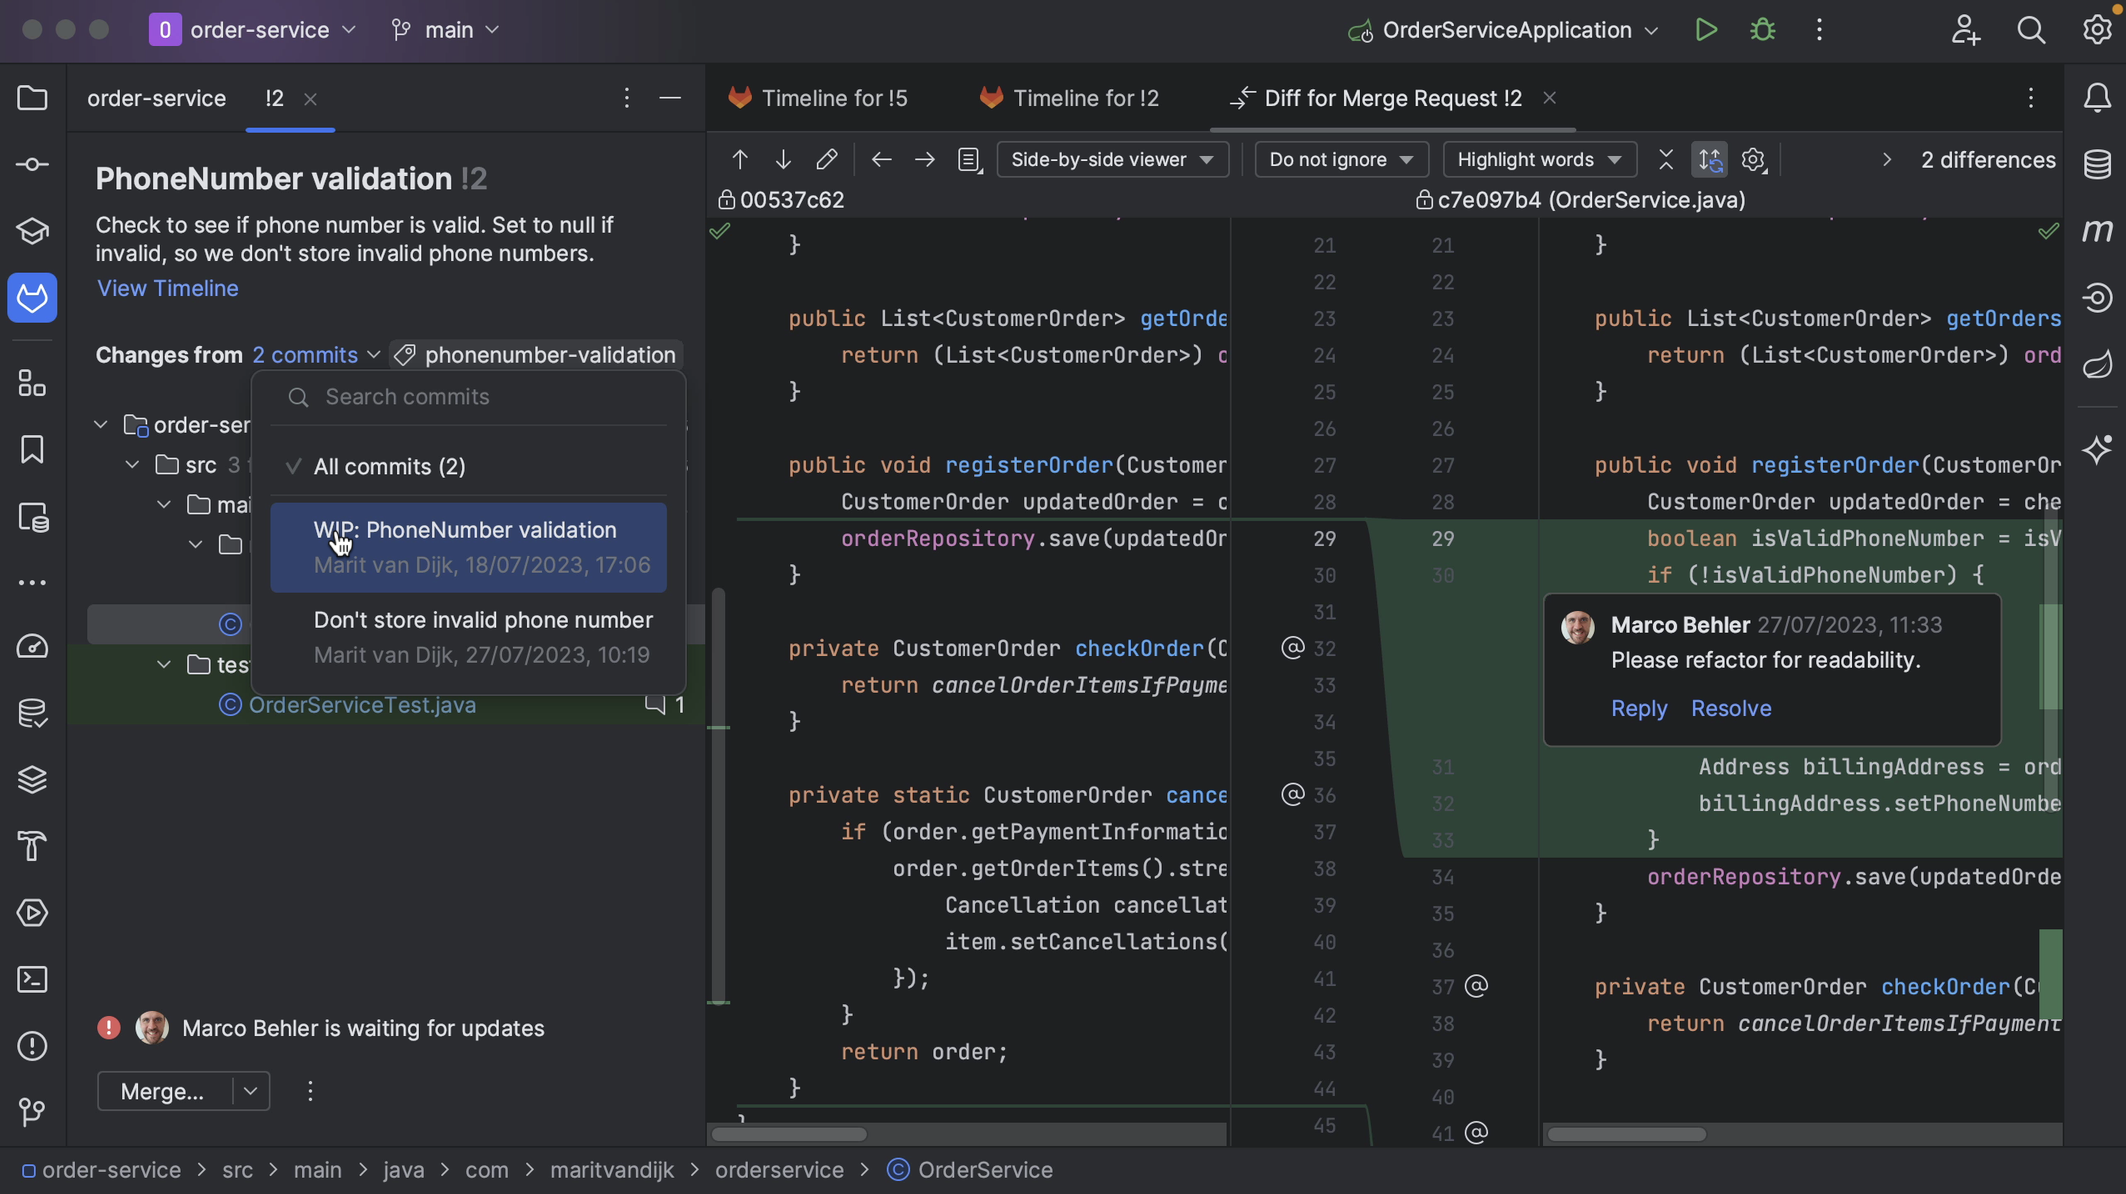 0 order-service main OrderServiceApplication
order-service !2
Timeline for !5 Timeline for !2 Diff for Merge Request !2
PhoneNumber validation !2
Check to see if phone number is valid. Set to null if
invalid, so we don't store invalid phone numbers.
View Timeline
Changes from 2 commits phonenumber-validation
Search commits
order-ser
All commits (2)
src 3
mai
WIP: PhoneNumber validation
Marit van Dijk, 18/07/2023, 17:06
Don't store invalid phone number
Marit van Dijk, 27/07/2023, 10:19
test
OrderServiceTest.java 1
Marco Behler is waiting for updates
Merge...
Side-by-side viewer Do not ignore Highlight words 2 differences
00537c62 c7e097b4 (OrderService.java)
} 21
22
public List<CustomerOrder> getOrde 23
return (List<CustomerOrder>) o 24
} 25
26
public void registerOrder(Customer 27
CustomerOrder updatedOrder = c 28
orderRepository.save(updatedOr 29
} 30
31
private CustomerOrder checkOrder(C @ 32
return cancelOrderItemsIfPayme 33
} 34
35
private static CustomerOrder cance @ 36
if (order.getPaymentInformatio 37
order.getOrderItems().stre 38
Cancellation cancellat 39
item.setCancellations( 40
}); 41
} 42
return order; 43
} 44
} 45
21 }
22
23 public List<CustomerOrder> getOrders
24 return (List<CustomerOrder>) ord
25 }
26
27 public void registerOrder(CustomerOr
28 CustomerOrder updatedOrder = che
29 boolean isValidPhoneNumber = isV
30 if (!isValidPhoneNumber) {
Marco Behler 27/07/2023, 11:33
Please refactor for readability.
Reply Resolve
31 Address billingAddress = ord
32 billingAddress.setPhoneNumbe
33 }
34 orderRepository.save(updatedOrde
35 }
36
37 @ private CustomerOrder checkOrder(C
38 return cancelOrderItemsIfPayment
39 }
40
41 @
m
order-service > src > main > java > com > maritvandijk > orderservice > OrderService